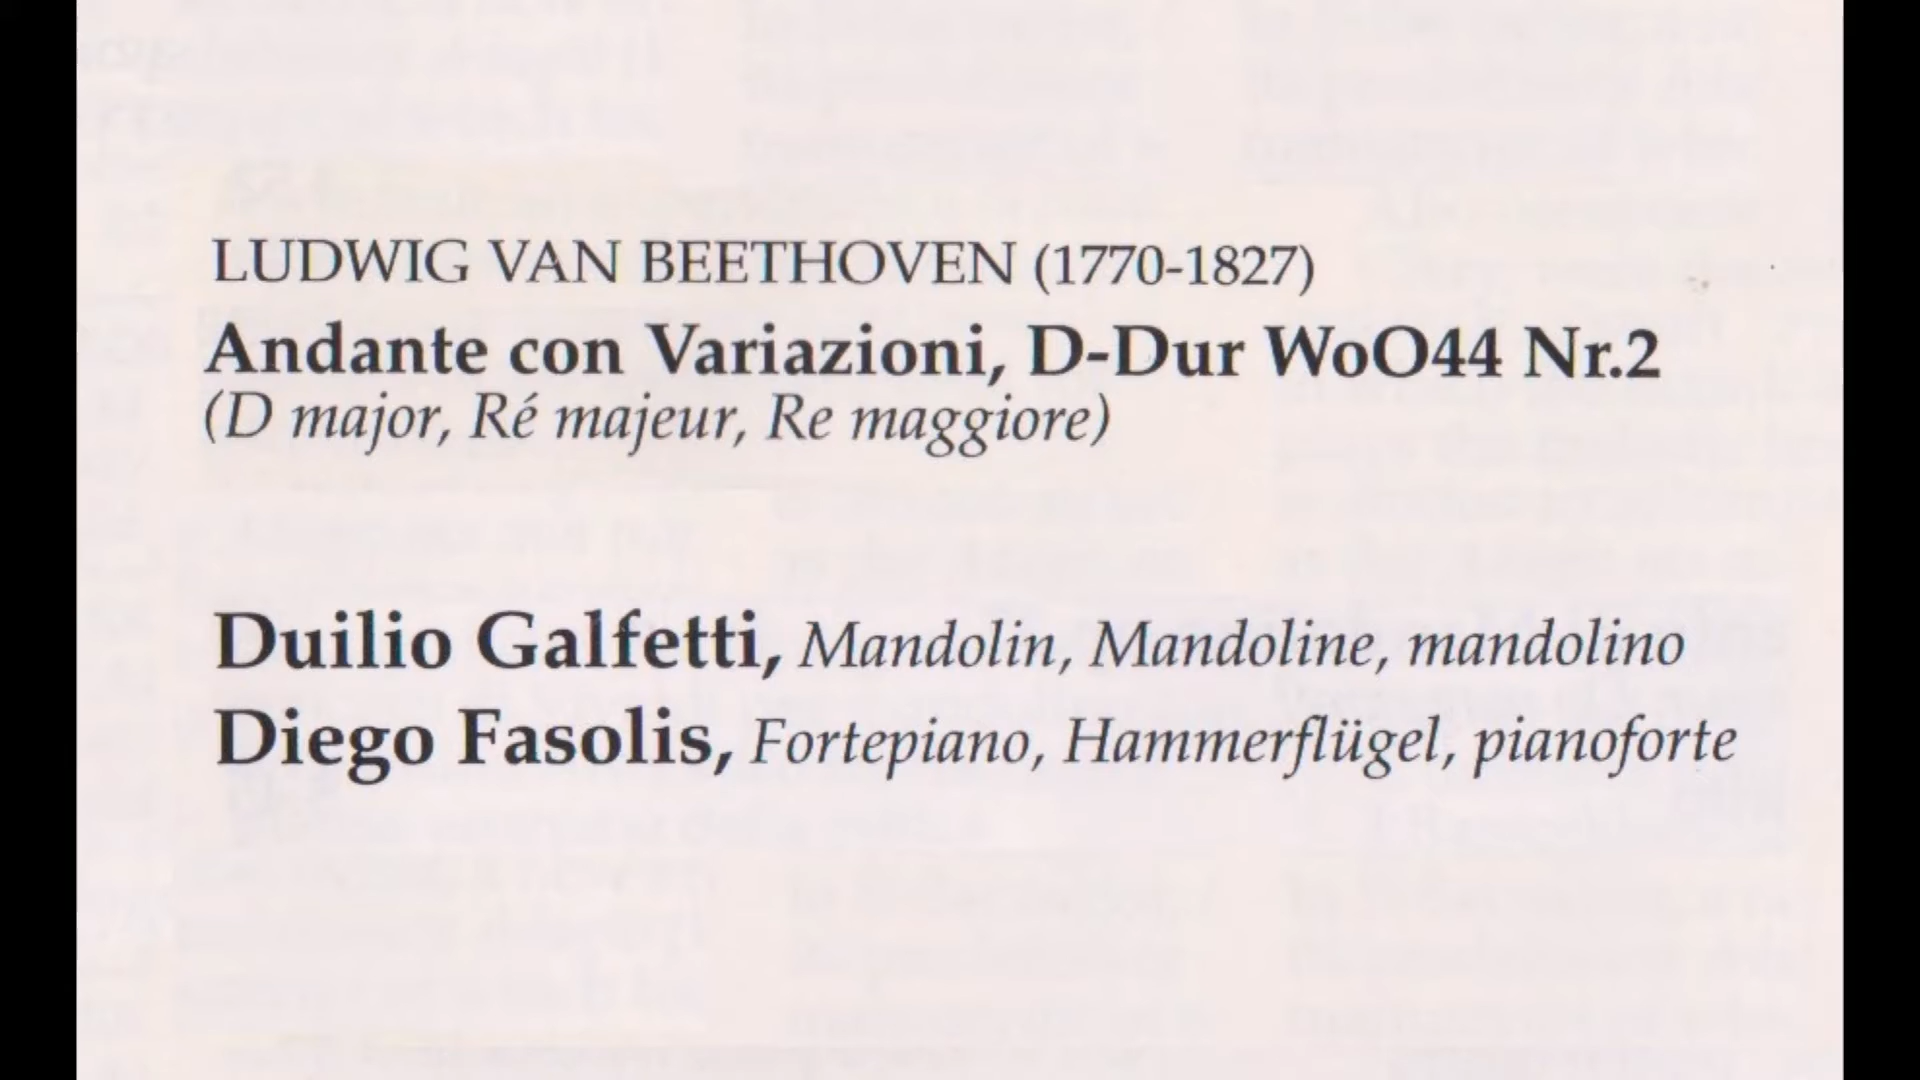 LUDWIG VAN BEETHOVEN (1770-1827)
Andante con Variazioni, D-Dur WoO44 Nr.2
(D major, Ré majeur, Re maggiore)
Duilio Galfetti, Mandolin, Mandoline, mandolino
Diego Fasolis, Fortepiano, Hammerflügel, pianoforte